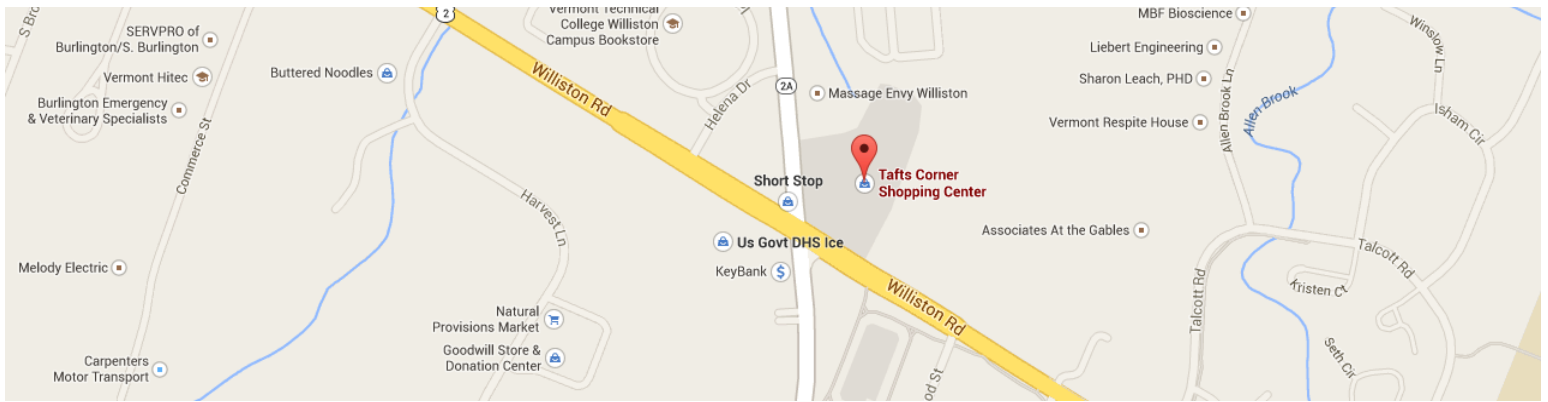 2
Vermont Technical
College Williston
Campus Bookstore
MBF Bioscience
S Bro
SERVPRO of
Burlington/S. Burlington
Winslow Ln
Liebert Engineering
Vermont Hitec
Buttered Noodles
Williston Rd
Helena Dr
2A
Sharon Leach, PHD
Massage Envy Williston
Allen Brook Ln
Allen Brook
Isham Cir
Burlington Emergency
& Veterinary Specialists
Vermont Respite House
Commerce St
Short Stop
Tafts Corner
Shopping Center
Harvest Ln
Us Govt DHS Ice
Associates At the Gables
Talcott Rd
Melody Electric
KeyBank
$
Williston Rd
Talcott Rd
Kristen Ct
Natural
Provisions Market
Goodwill Store &
Donation Center
Seth Cir
Carpenters
Motor Transport
od St